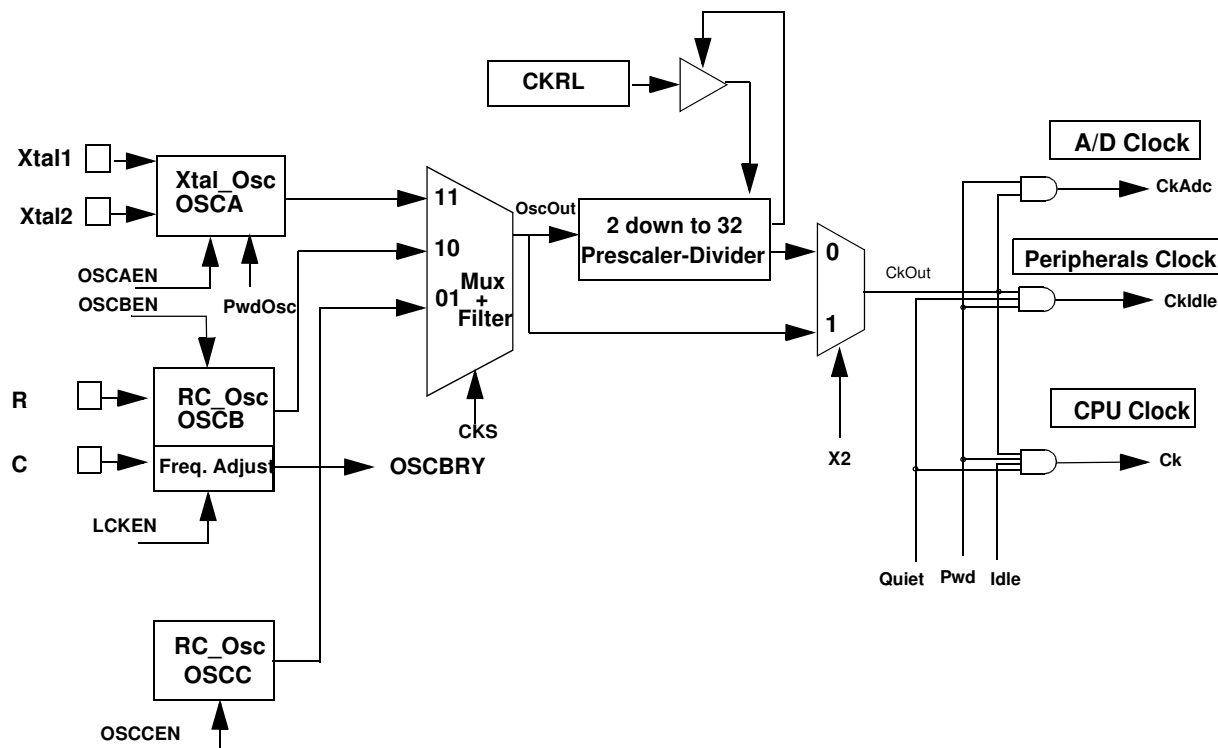 CKRL
A/D Clock
Xtal1
Xtal_Osc
OSCA
CkAdc
Xtal2
11
OscOut
2 down to 32
Prescaler-Divider
10
0
CkOut
Peripherals Clock
OSCAEN
OSCBEN
PwdOsc
01
Mux
+
Filter
1
CkIdle
R
RC_Osc
OSCB
CKS
CPU Clock
C
Freq. Adjust
OSCBRY
X2
Ck
LCKEN
Quiet
Pwd
Idle
RC_Osc
OSCC
OSCCEN